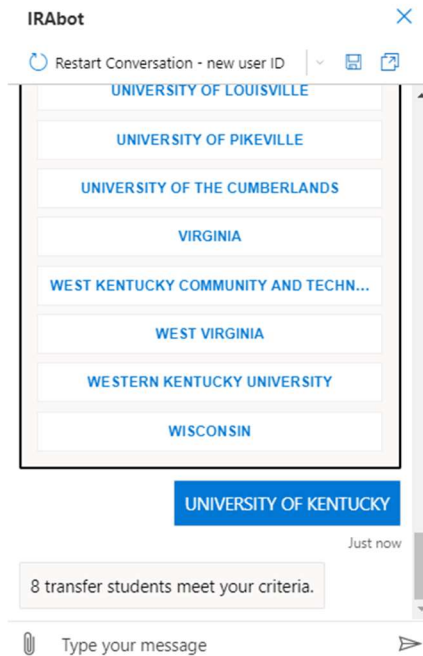 IRAbot
Restart Conversation - new user ID
UNIVERSITY OF LOUISVILLE
UNIVERSITY OF PIKEVILLE
UNIVERSITY OF THE CUMBERLANDS
VIRGINIA
WEST KENTUCKY COMMUNITY AND TECHN...
WEST VIRGINIA
WESTERN KENTUCKY UNIVERSITY
WISCONSIN
UNIVERSITY OF KENTUCKY
Just now
8 transfer students meet your criteria.
Type your message